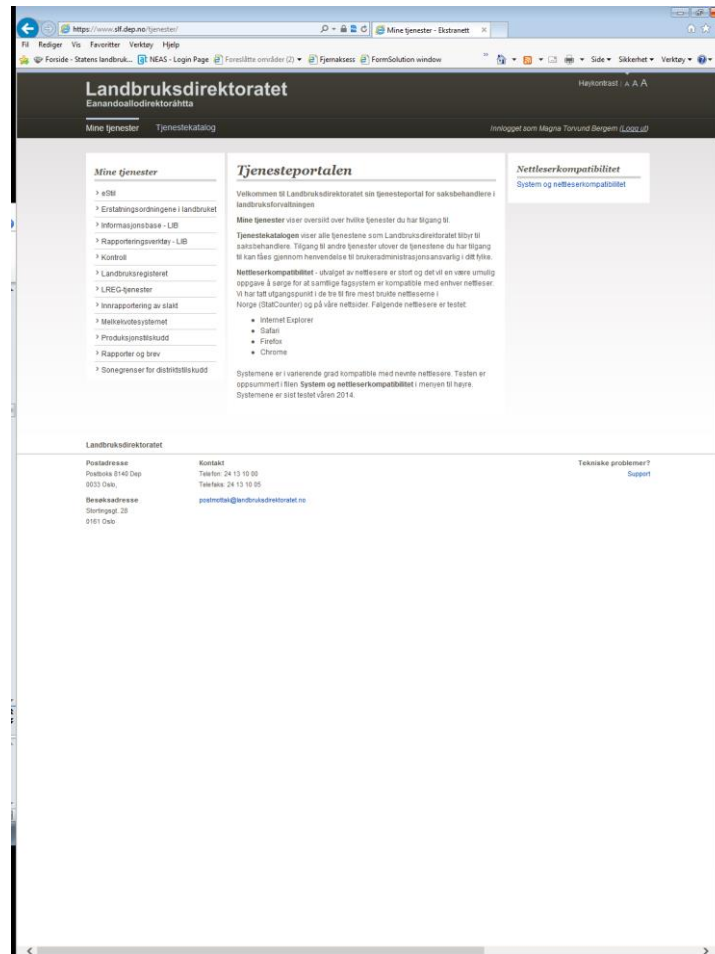 https://www.slf.dep.no/tjenester/
Mine tjenester - Ekstranett
Fil Rediger Vis Favoritter Verktøy Hjelp
Forside - Statens landbruk... NEAS - Login Page Foreslåtte områder (2) Fjernaksess FormSolution window
Side Sikkerhet Verktøy
Landbruksdirektoratet
Eanandoallodirektoráhtta
Høykontrast | A A A
Mine tjenester Tjenestekatalog
Innlogget som Magna Torvund Bergem (Logg ut)
Mine tjenester
> eStil
> Erstatningsordningene i landbruket
> Informasjonsbase - LIB
> Rapporteringsverktøy - LIB
> Kontroll
> Landbruksregisteret
> LREG-tjenester
> Innrapportering av slakt
> Melkekvotesystemet
> Produksjonstilskudd
> Rapporter og brev
> Sonegrenser for distriktstilskudd
Tjenesteportalen
Velkommen til Landbruksdirektoratet sin tjenesteportal for saksbehandlere i
landbruksforvaltningen
Mine tjenester viser oversikt over hvilke tjenester du har tilgang til.
Tjenestekatalogen viser alle tjenestene som Landbruksdirektoratet tilbyr til
saksbehandlere. Tilgang til andre tjenester utover de tjenestene du har tilgang
til kan fåes gjennom henvendelse til brukeradministrasjonsansvarlig i ditt fylke.
Nettleserkompatibilitet - utvalget av nettlesere er stort og det vil en være umulig
oppgave å sørge for at samtlige fagsystem er kompatible med enhver nettleser.
Vi har tatt utgangspunkt i de tre til fire mest brukte nettleserne i
Norge (StatCounter) og på våre nettsider. Følgende nettlesere er testet:
• Internet Explorer
• Safari
• Firefox
• Chrome
Systemene er i varierende grad kompatible med nevnte nettlesere. Testen er
oppsummert i filen System og nettleserkompatibilitet i menyen til høyre.
Systemene er sist testet våren 2014.
Nettleserkompatibilitet
System og nettleserkompatibilitet
Landbruksdirektoratet
Postadresse
Postboks 8140 Dep
0033 Oslo,
Besøksadresse
Stortingsgt. 28
0161 Oslo
Kontakt
Telefon: 24 13 10 00
Telefaks: 24 13 10 05
postmottak@landbruksdirektoratet.no
Tekniske problemer?
Support